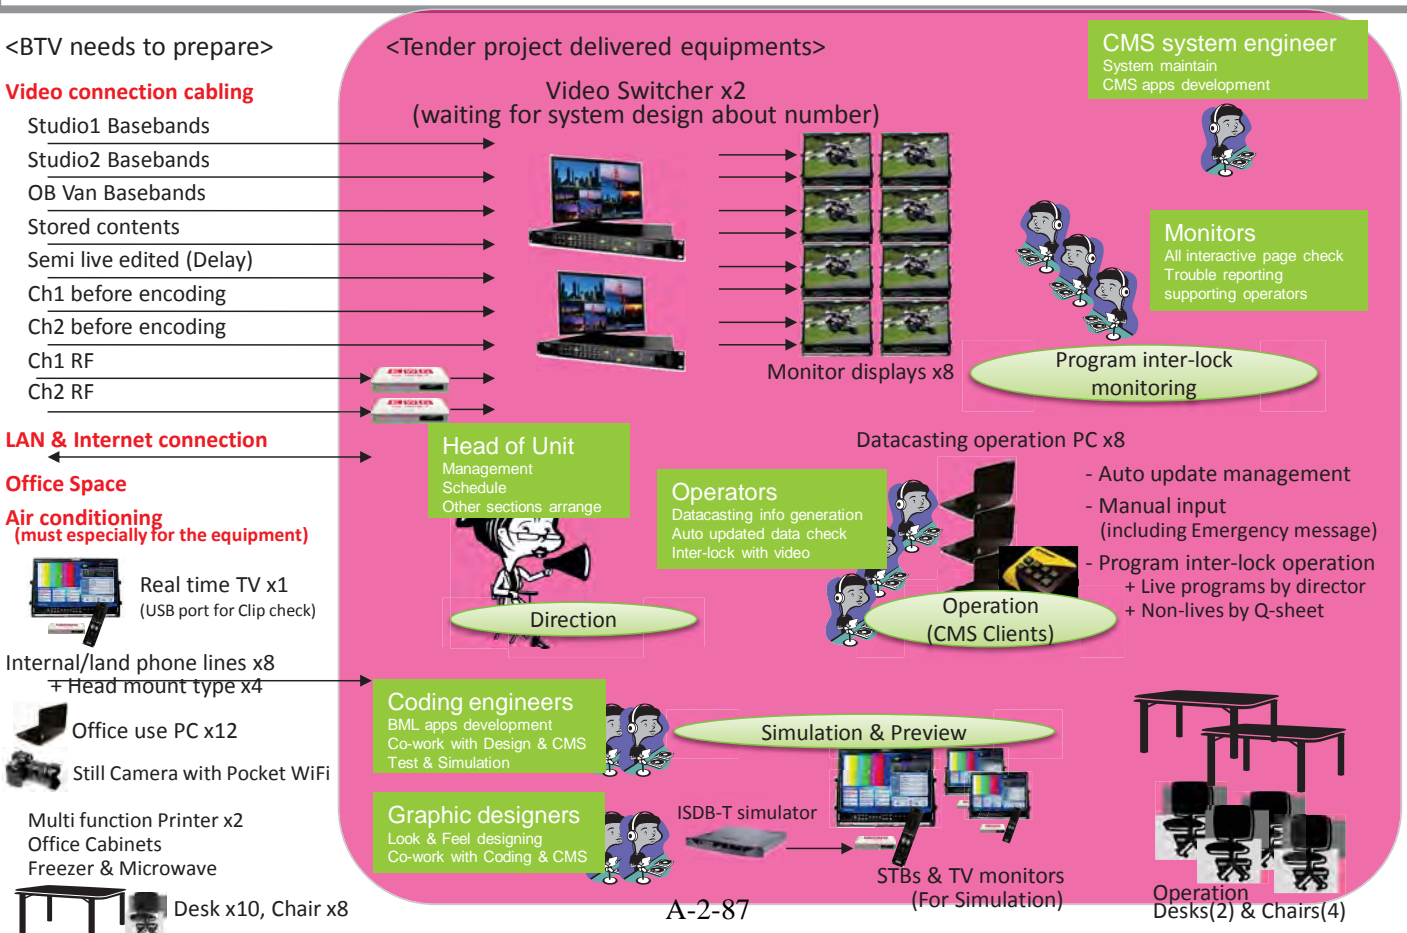 <BTV needs to prepare>
Video connection cabling
Studio1 Basebands
Studio2 Basebands
OB Van Basebands
Stored contents
Semi live edited (Delay)
Ch1 before encoding
Ch2 before encoding
Ch1 RF
Ch2 RF
LAN & Internet connection
Office Space
Air conditioning
(must especially for the equipment)
Real time TV x1
(USB port for Clip check)
Internal/land phone lines x8
+ Head mount type x4
Office use PC x12
Still Camera with Pocket WiFi
Multi function Printer x2
Office Cabinets
Freezer & Microwave
Desk x10, Chair x8
<Tender project delivered equipments>
Video Switcher x2
(waiting for system design about number)
Monitor displays x8
CMS system engineer
System maintain
CMS apps development
Monitors
All interactive page check
Trouble reporting
supporting operators
Program inter-lock
monitoring
Head of Unit
Management
Schedule
Other sections arrange
Direction
Operators
Datacasting info generation
Auto updated data check
Inter-lock with video
Datacasting operation PC x8
Operation
(CMS Clients)
- Auto update management
- Manual input
(including Emergency message)
- Program inter-lock operation
+ Live programs by director
+ Non-lives by Q-sheet
Coding engineers
BML apps development
Co-work with Design & CMS
Test & Simulation
Graphic designers
Look & Feel designing
Co-work with Coding & CMS
Simulation & Preview
ISDB-T simulator
STBs & TV monitors
(For Simulation)
Operation
Desks(2) & Chairs(4)
A-2-87